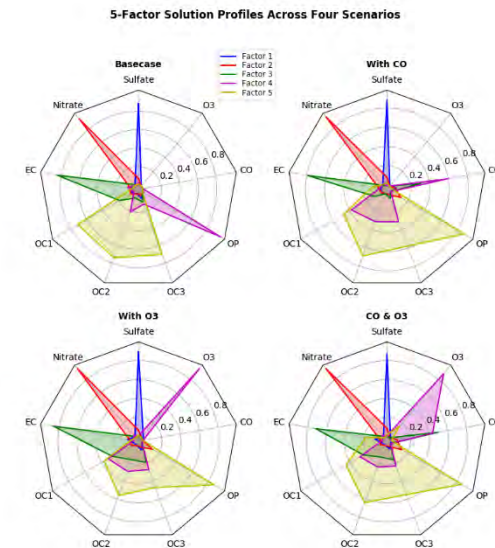 5-Factor Solution Profiles Across Four Scenarios
Factor 1
Factor 2
Factor 3
Factor 4
Factor 5
Basecase
Sulfate
O3
CO
OP
OC3
OC2
OC1
EC
Nitrate
0.2 0.4 0.6 0.8
With CO
Sulfate
O3
CO
OP
OC3
OC2
OC1
EC
Nitrate
0.2 0.4 0.6 0.8
With O3
Sulfate
O3
CO
OP
OC3
OC2
OC1
EC
Nitrate
0.2 0.4 0.6 0.8
CO & O3
Sulfate
O3
CO
OP
OC3
OC2
OC1
EC
Nitrate
0.2 0.4 0.6 0.8